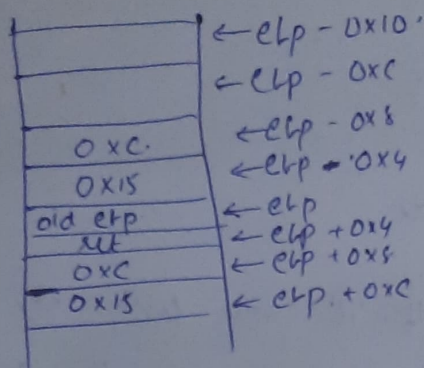 ← ebp - 0x10
← ebp - 0xC
← ebp - 0x8
0xC.
← ebp - 0x4
0x15
← ebp
old ebp
← ebp + 0x4
ret
← ebp + 0x8
0xC
← ebp + 0xC
0x15